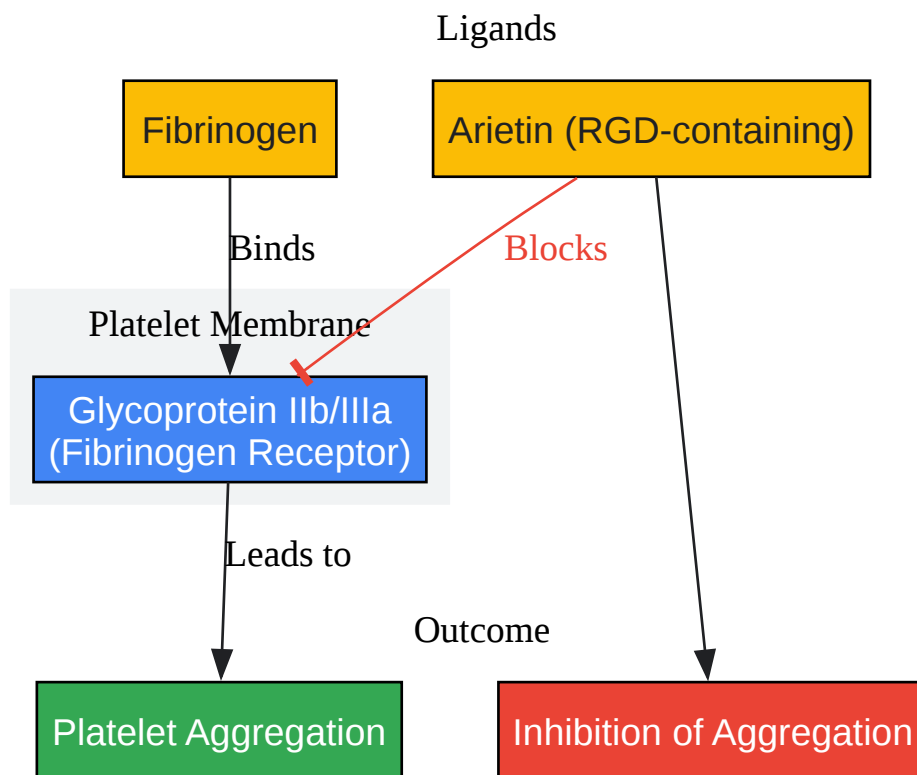 Ligands
Fibrinogen
Arietin (RGD-containing)
Binds
Blocks
Platelet Membrane
Glycoprotein IIb/IIIa
(Fibrinogen Receptor)
Leads to
Outcome
Platelet Aggregation
Inhibition of Aggregation